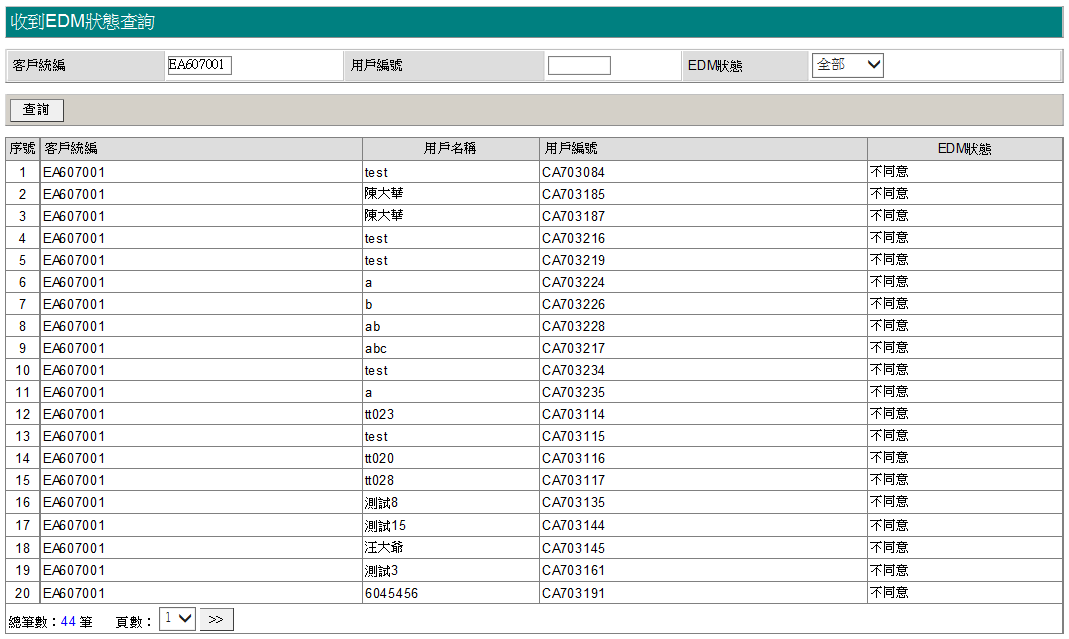 收到EDM狀態查詢
客戶統編 EA607001 用戶編號 EDM狀態 全部
查詢
序號 客戶統編 用戶名稱 用戶編號 EDM狀態
1 EA607001 test CA703084 不同意
2 EA607001 陳大華 CA703185 不同意
3 EA607001 陳大華 CA703187 不同意
4 EA607001 test CA703216 不同意
5 EA607001 test CA703219 不同意
6 EA607001 a CA703224 不同意
7 EA607001 b CA703226 不同意
8 EA607001 ab CA703228 不同意
9 EA607001 abc CA703217 不同意
10 EA607001 test CA703234 不同意
11 EA607001 a CA703235 不同意
12 EA607001 tt023 CA703114 不同意
13 EA607001 test CA703115 不同意
14 EA607001 tt020 CA703116 不同意
15 EA607001 tt028 CA703117 不同意
16 EA607001 測試8 CA703135 不同意
17 EA607001 測試15 CA703144 不同意
18 EA607001 汪大爺 CA703145 不同意
19 EA607001 測試3 CA703161 不同意
20 EA607001 6045456 CA703191 不同意
總筆數：44 筆 頁數： 1 >>